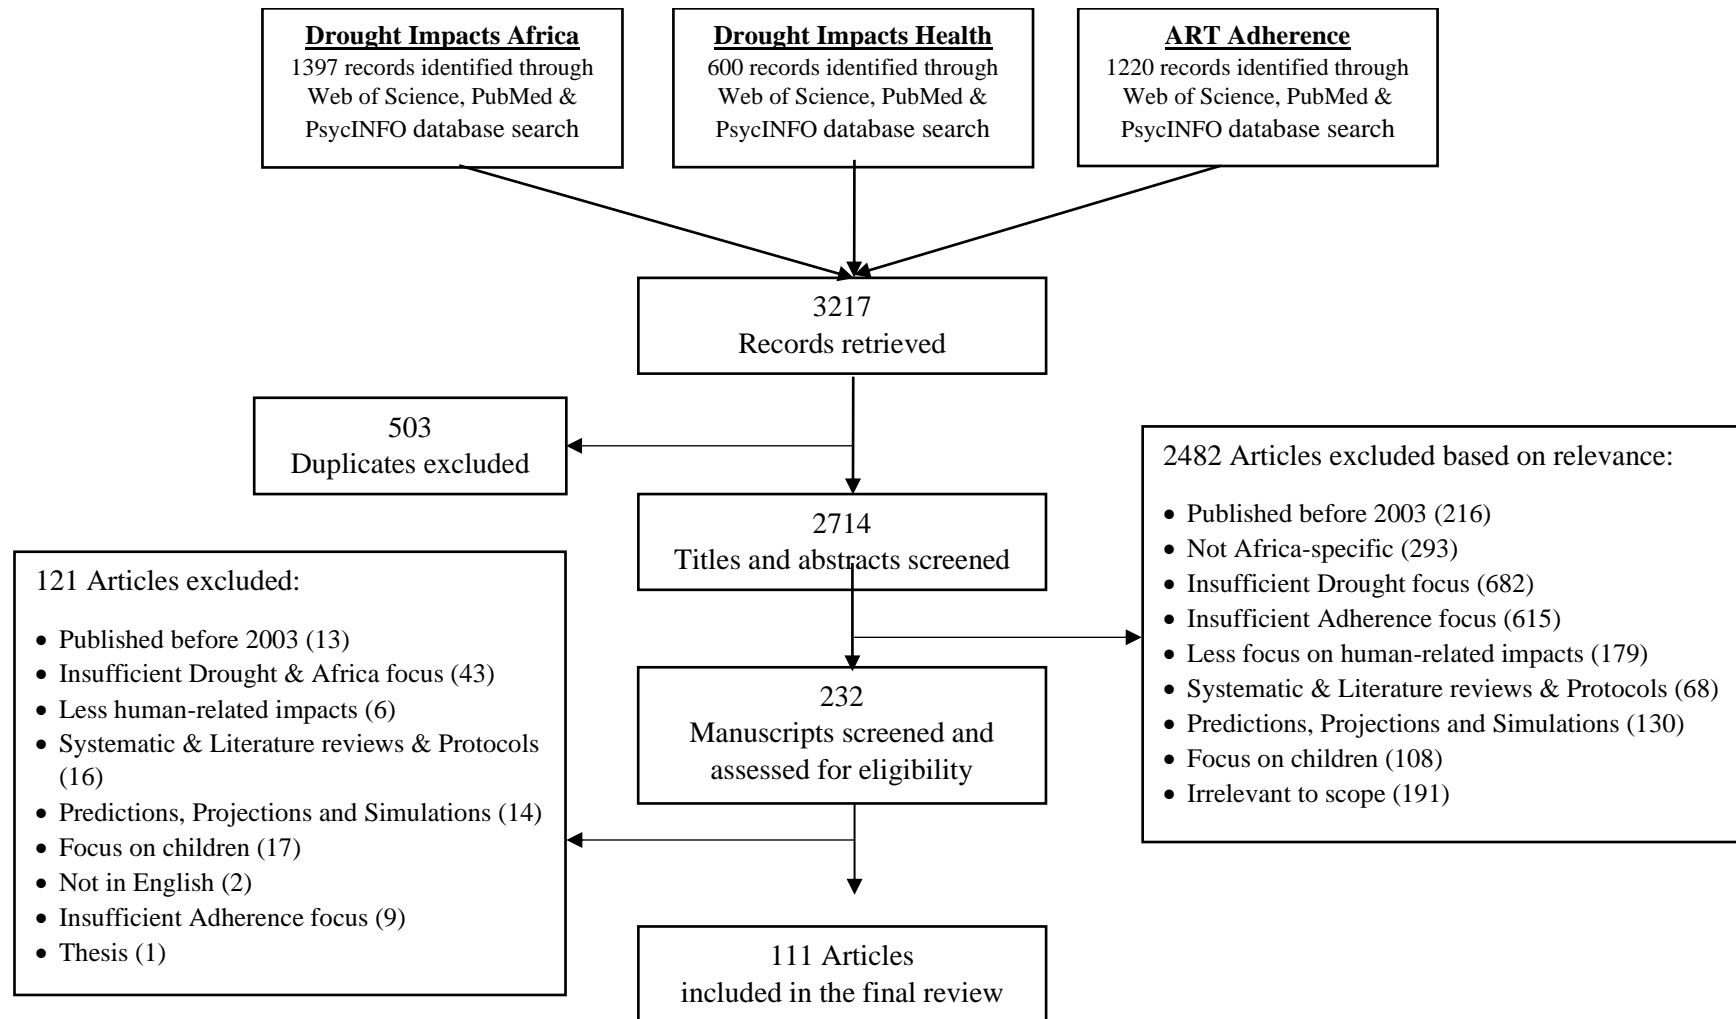 Drought Impacts Africa
1397 records identified through
Web of Science, PubMed &
PsycINFO database search
Drought Impacts Health
600 records identified through
Web of Science, PubMed &
PsycINFO database search
ART Adherence
1220 records identified through
Web of Science, PubMed &
PsycINFO database search
3217
Records retrieved
503
Duplicates excluded
2714
Titles and abstracts screened
2482 Articles excluded based on relevance:
• Published before 2003 (216)
• Not Africa-specific (293)
• Insufficient Drought focus (682)
• Insufficient Adherence focus (615)
• Less focus on human-related impacts (179)
• Systematic & Literature reviews & Protocols (68)
• Predictions, Projections and Simulations (130)
• Focus on children (108)
• Irrelevant to scope (191)
121 Articles excluded:
• Published before 2003 (13)
• Insufficient Drought & Africa focus (43)
• Less human-related impacts (6)
• Systematic & Literature reviews & Protocols
(16)
• Predictions, Projections and Simulations (14)
• Focus on children (17)
• Not in English (2)
• Insufficient Adherence focus (9)
• Thesis (1)
232
Manuscripts screened and
assessed for eligibility
111 Articles
included in the final review